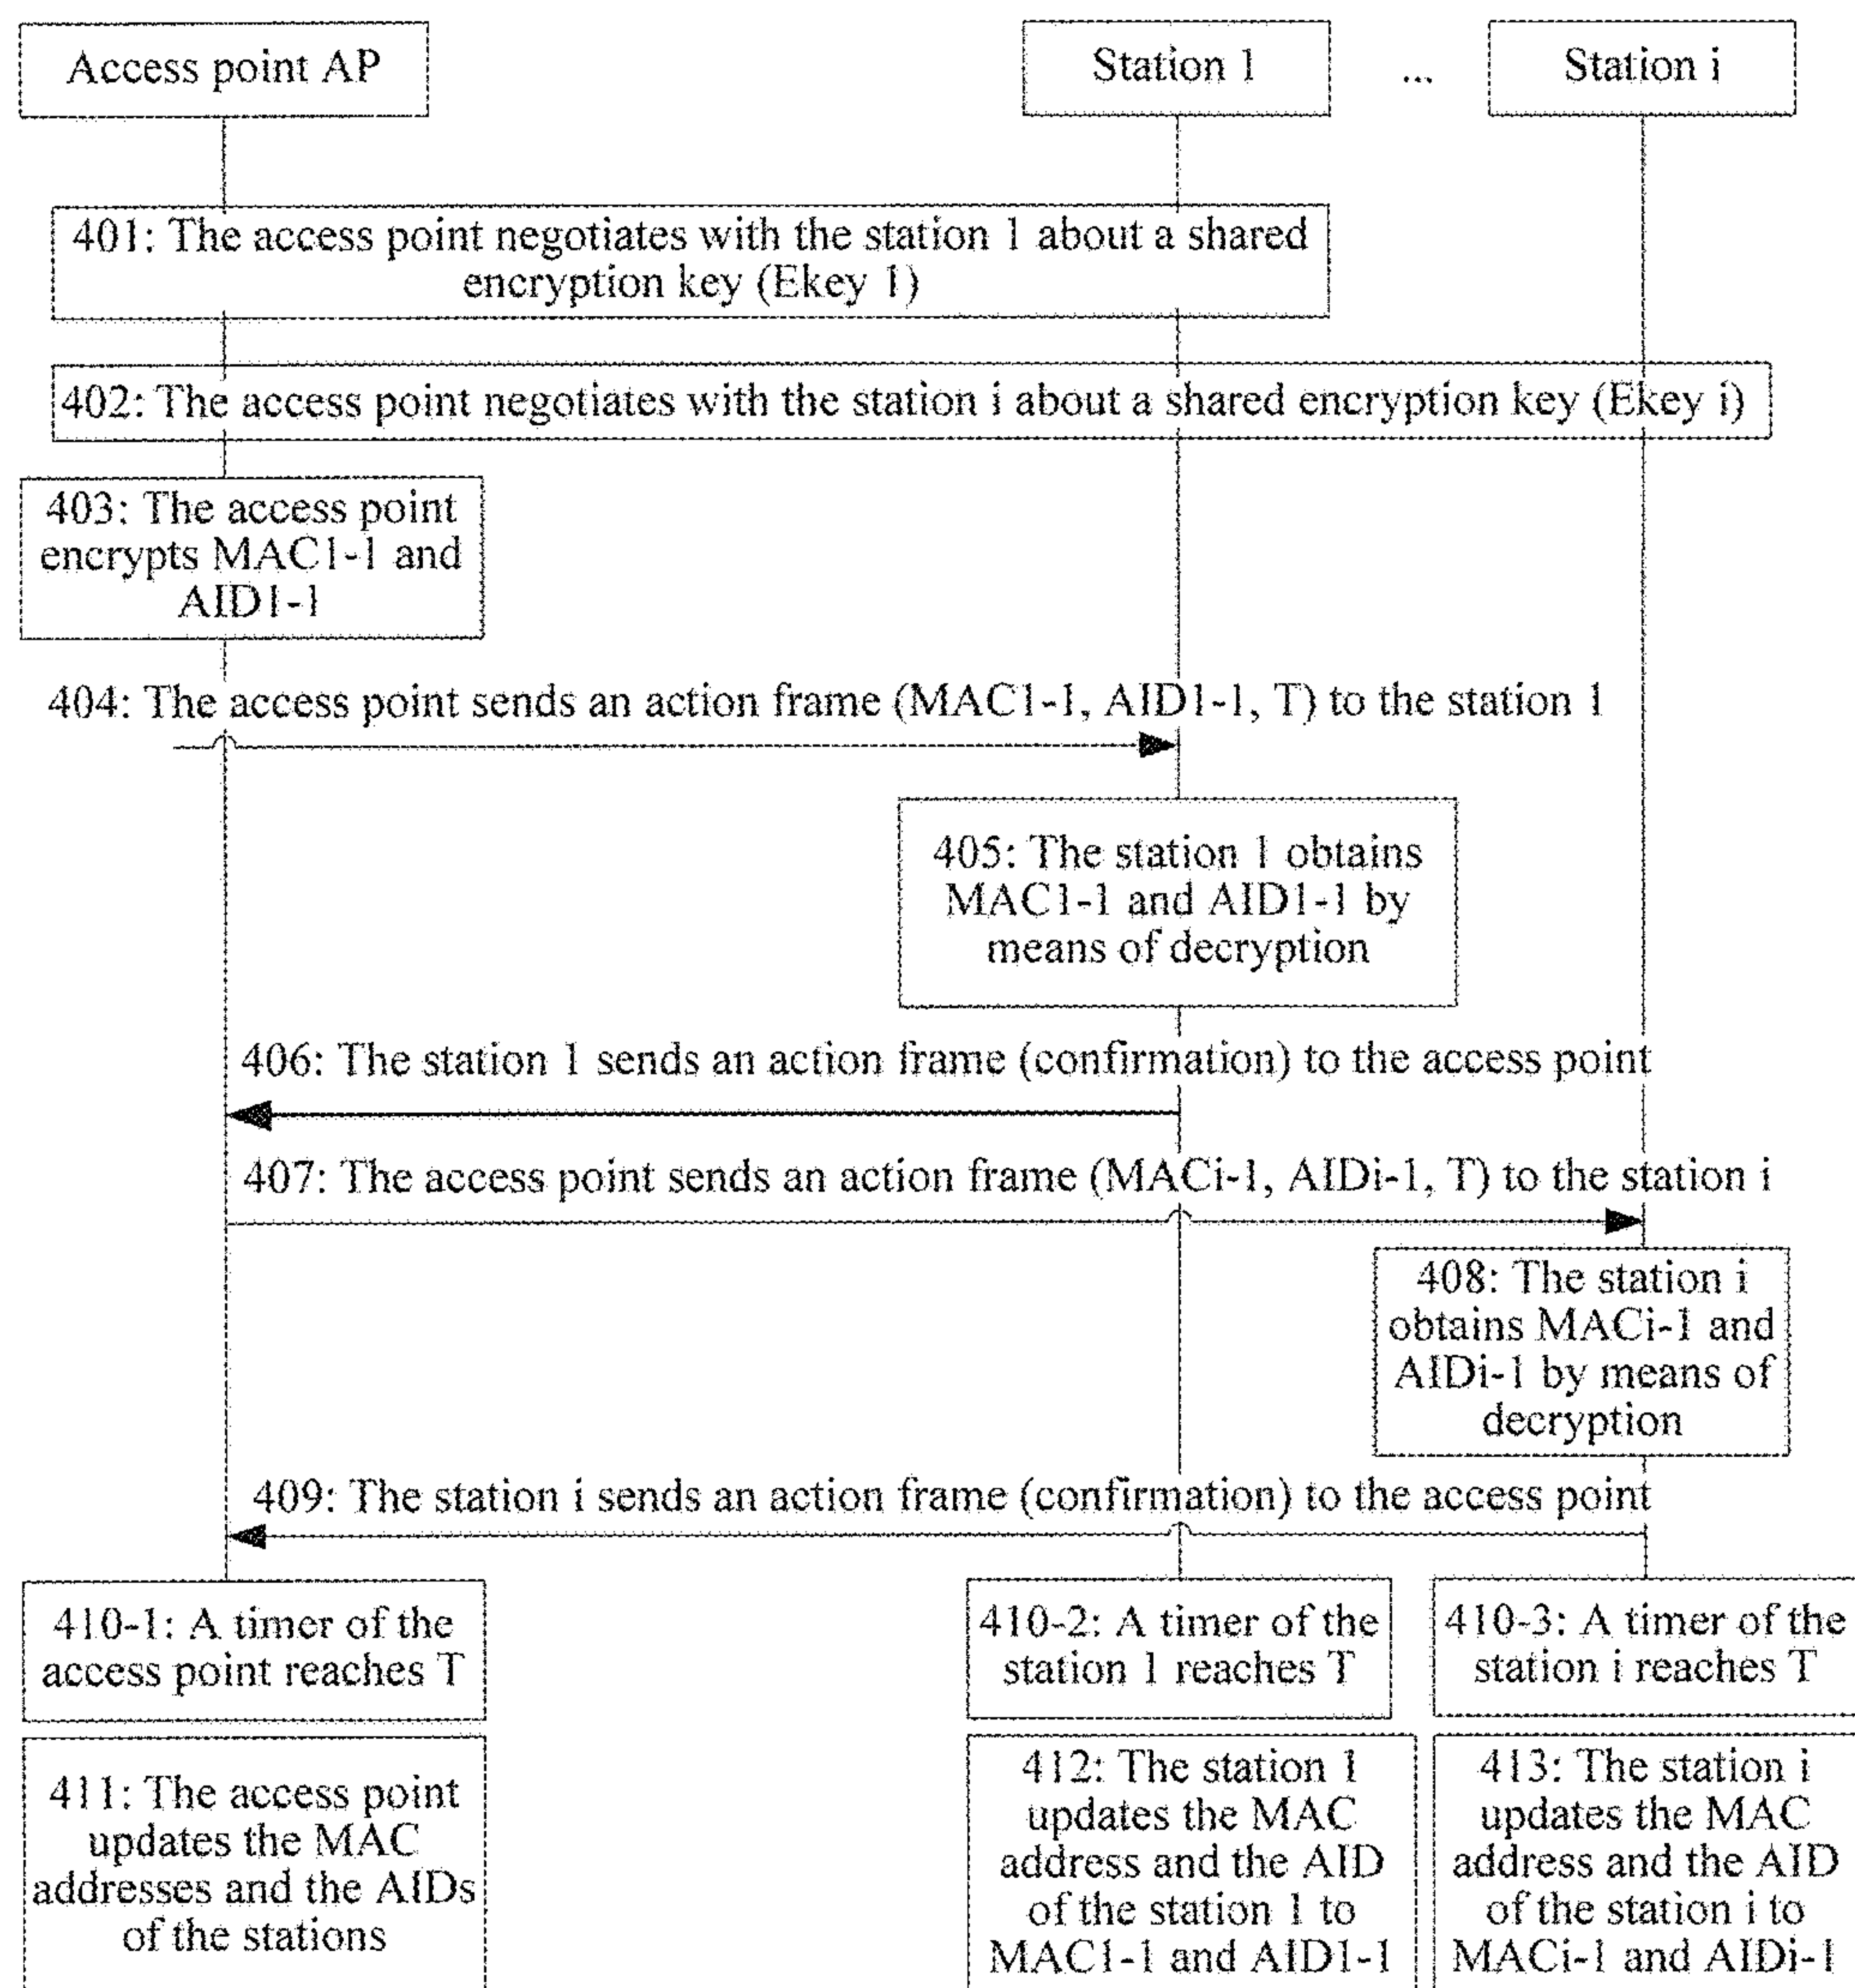 Access point AP
Station 1
...
Station i
401: The access point negotiates with the station 1 about a shared
encryption key (Ekey 1)
402: The access point negotiates with the station i about a shared encryption key (Ekey i)
403: The access point
encrypts MAC1-1 and
AID1-1
404: The access point sends an action frame (MAC1-1, AID1-1, T) to the station 1
405: The station 1 obtains
MAC1-1 and AID1-1 by
means of decryption
406: The station 1 sends an action frame (confirmation) to the access point
407: The access point sends an action frame (MACi-1, AIDi-1, T) to the station i
408: The station i
obtains MACi-1 and
AIDi-1 by means of
decryption
409: The station i sends an action frame (confirmation) to the access point
410-1: A timer of the
access point reaches T
410-2: A timer of the
station 1 reaches T
410-3: A timer of the
station i reaches T
411: The access point
updates the MAC
addresses and the AIDs
of the stations
412: The station 1
updates the MAC
address and the AID
of the station 1 to
MAC1-1 and AID1-1
413: The station i
updates the MAC
address and the AID
of the station i to
MACi-1 and AIDi-1